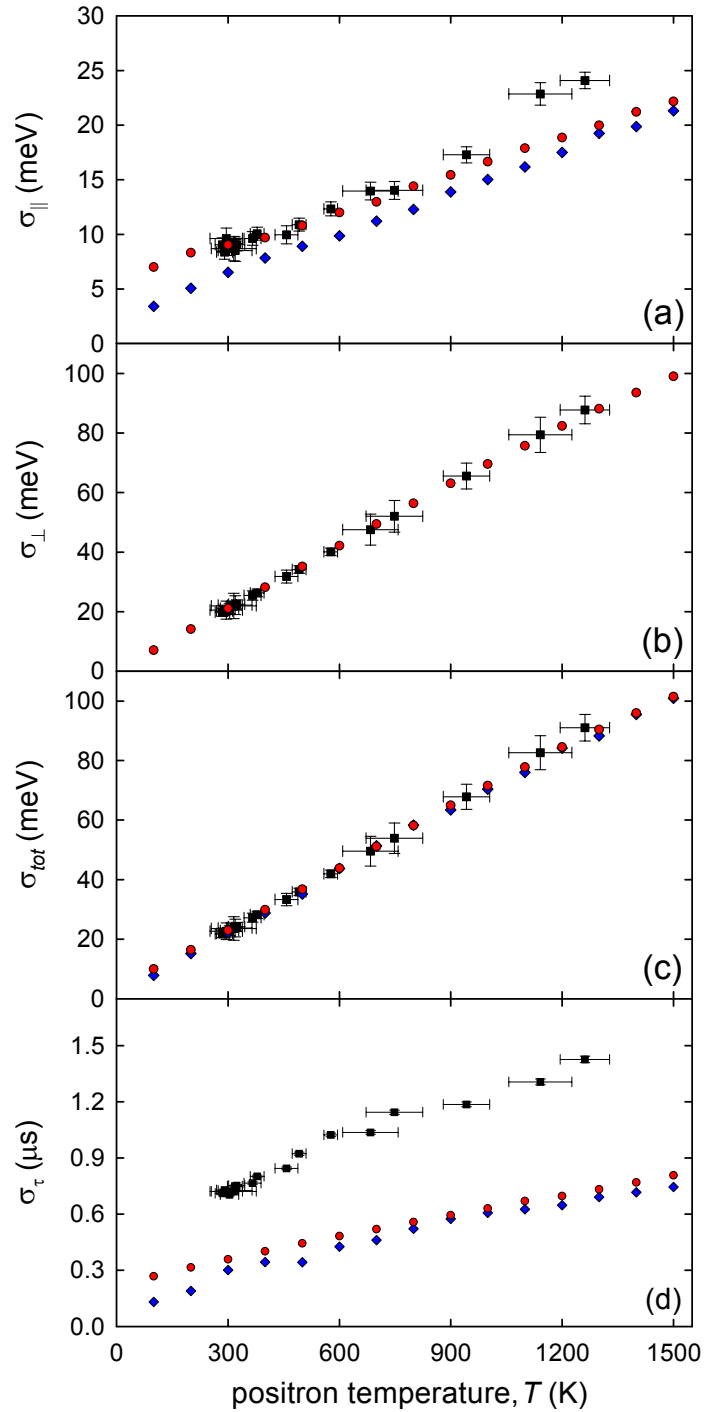 30
25
20
15
10
5
0
σ∥ (meV)
(a)
100
80
60
40
20
0
σ⊥ (meV)
(b)
100
80
60
40
20
0
σtot (meV)
(c)
1.5
1.2
0.9
0.6
0.3
0.0
στ (μs)
(d)
0 300 600 900 1200 1500
positron temperature, T (K)